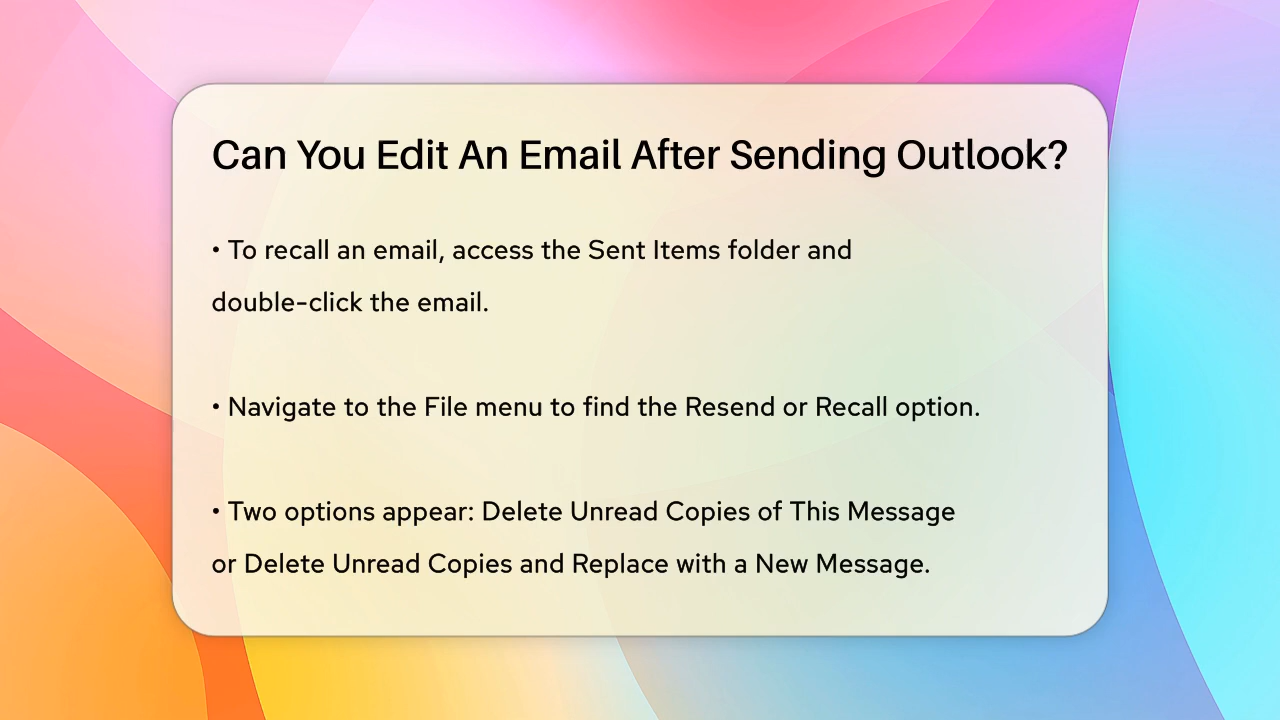 Can You Edit An Email After Sending Outlook?
• To recall an email, access the Sent Items folder and
double-click the email.
• Navigate to the File menu to find the Resend or Recall option.
• Two options appear: Delete Unread Copies of This Message
or Delete Unread Copies and Replace with a New Message.